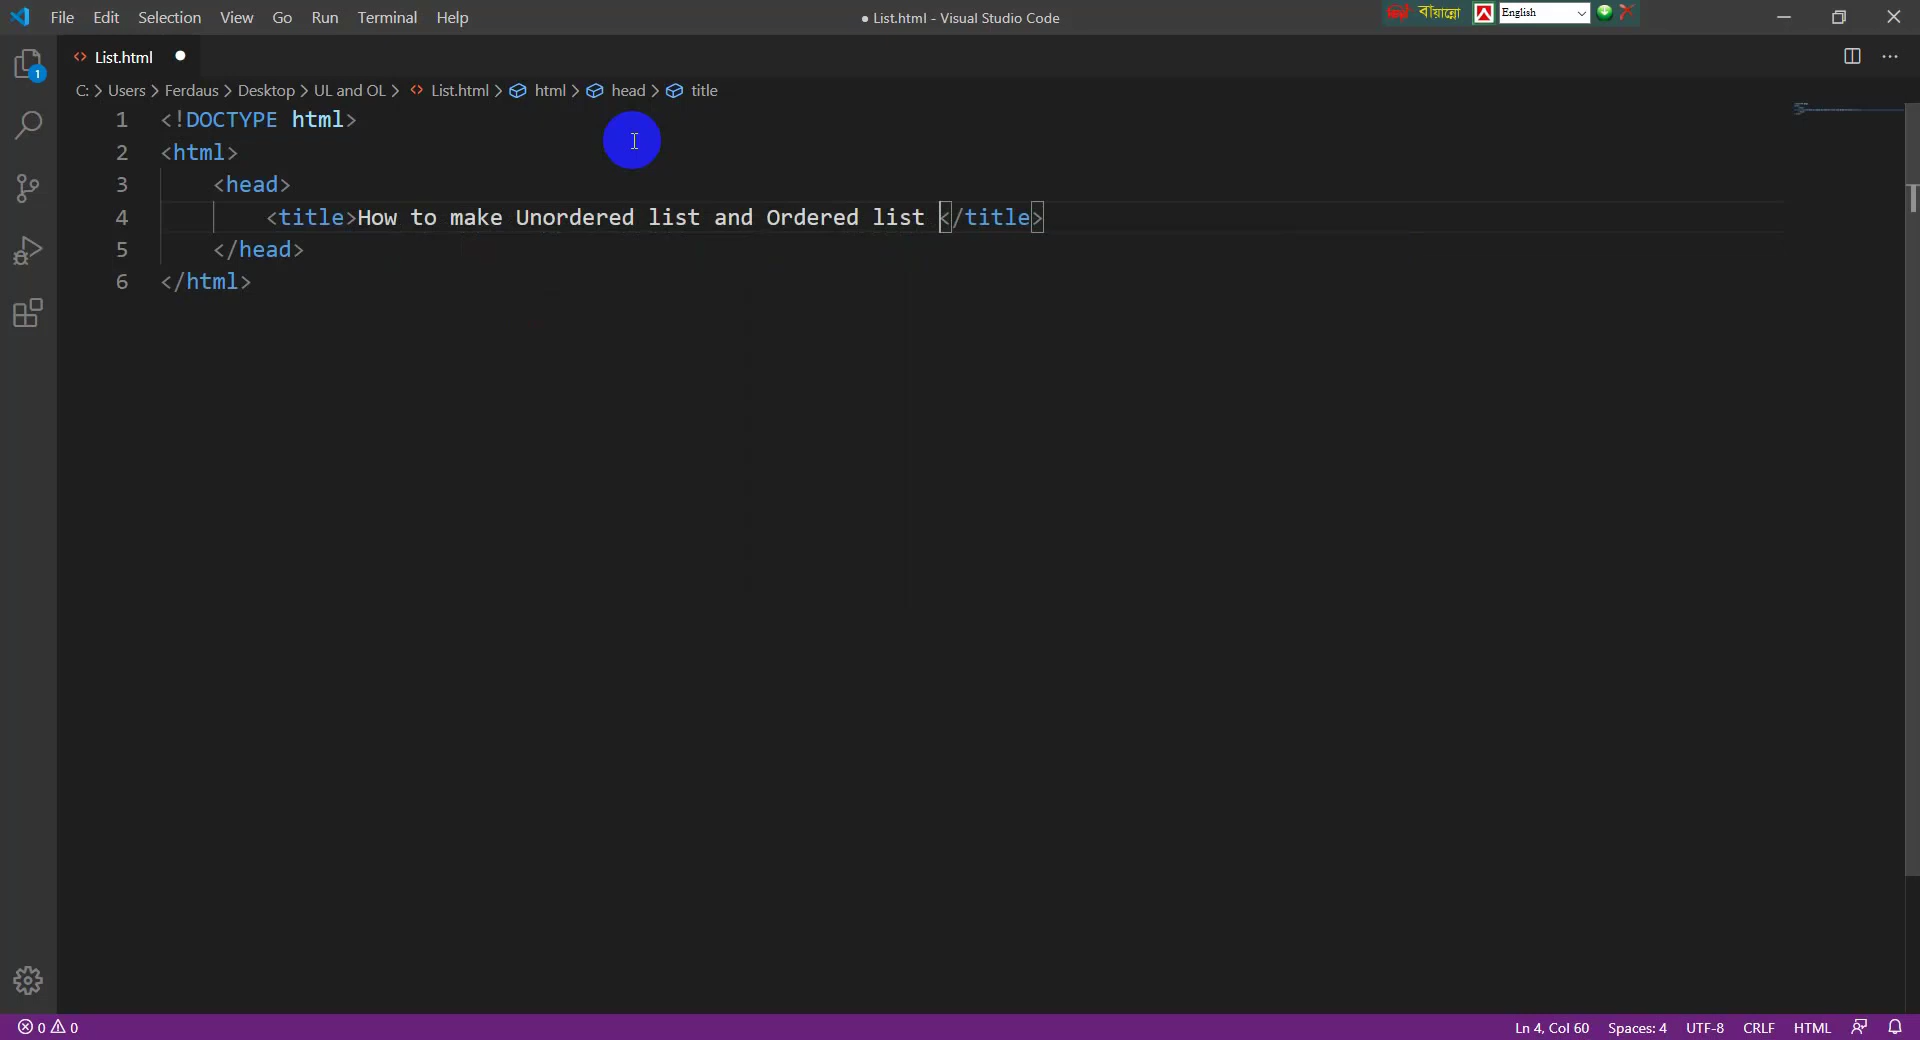 File Edit Selection View Go Run Terminal Help
● List.html - Visual Studio Code
বায়ান্নো English
List.html
1
C: > Users > Ferdaus > Desktop > UL and OL > List.html > html > head > title
1 <!DOCTYPE html>
2 <html>
3 <head>
4 <title>How to make Unordered list and Ordered list </title>
5 </head>
6 </html>
0 0
Ln 4, Col 60 Spaces: 4 UTF-8 CRLF HTML